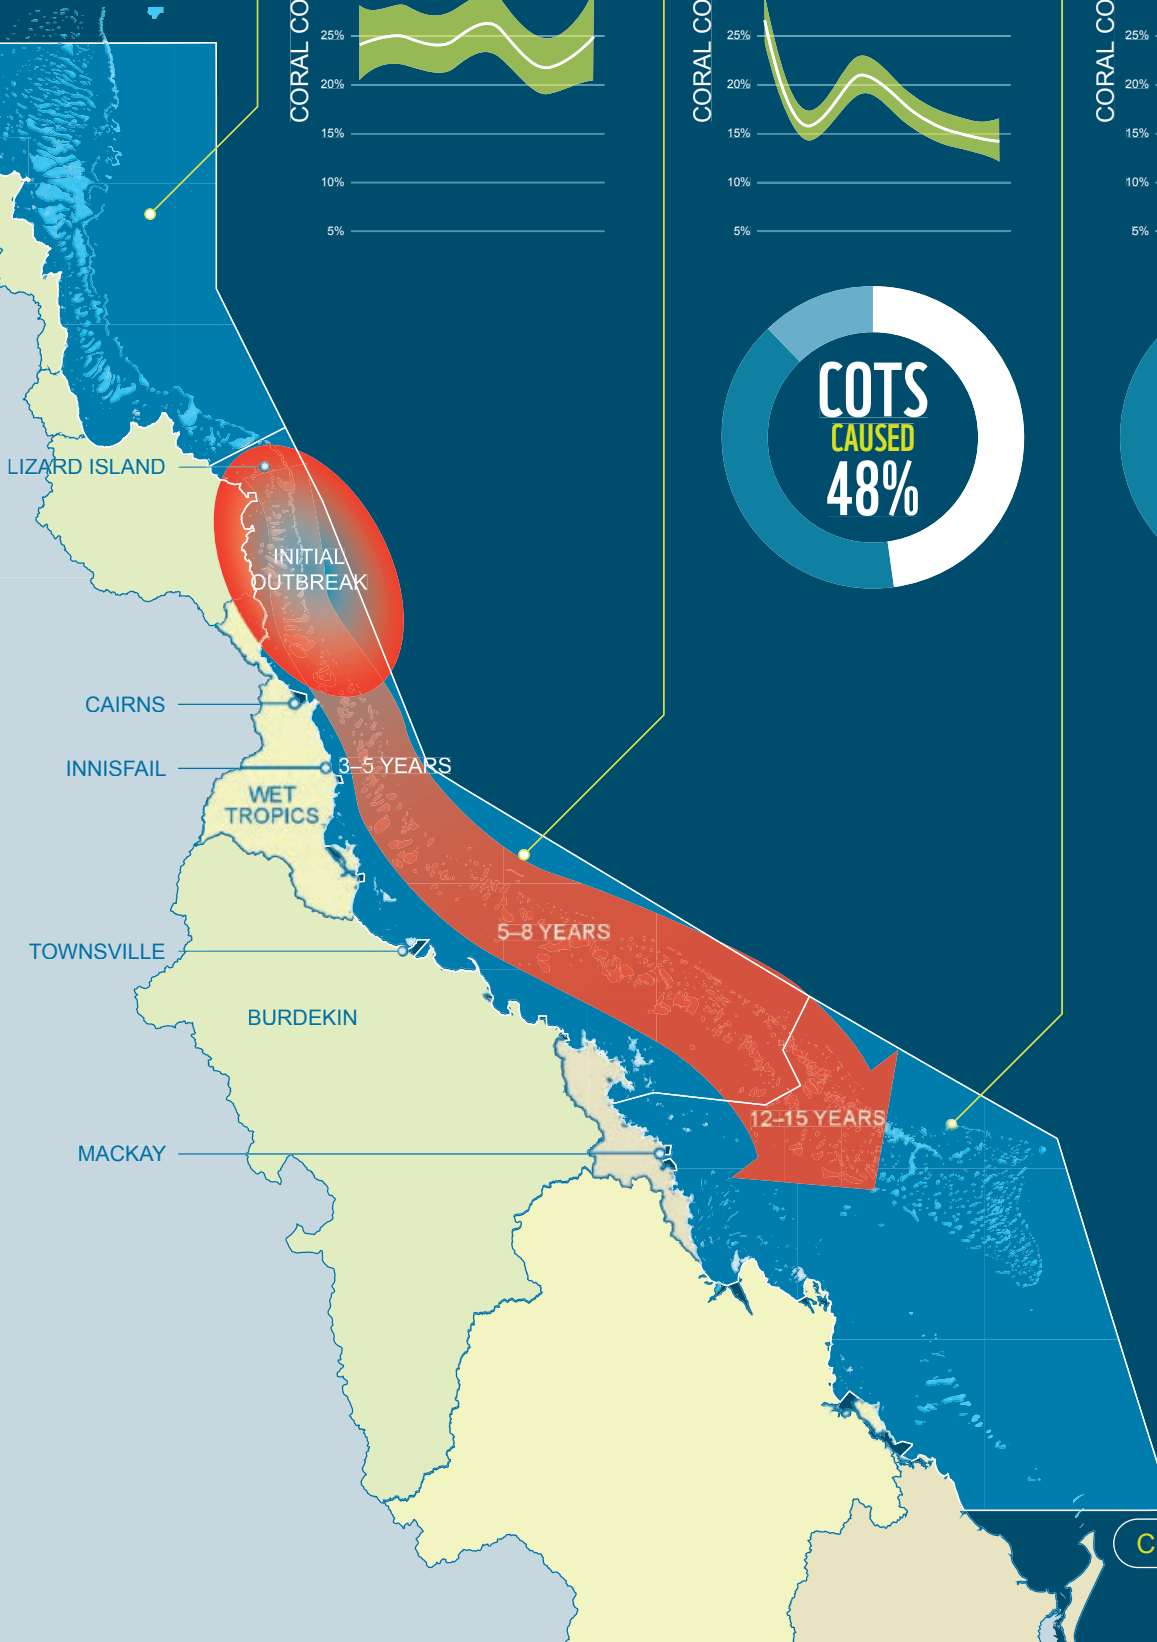 CORAL CO
25%
20%
15%
10%
5%
CORAL CO
25%
20%
15%
10%
5%
CORAL CO
25%
20%
15%
10%
5%
COTS
CAUSED
48%
LIZARD ISLAND
INITIAL
OUTBREAK
CAIRNS
INNISFAIL
3–5 YEARS
WET
TROPICS
5–8 YEARS
TOWNSVILLE
BURDEKIN
12–15 YEARS
MACKAY
C